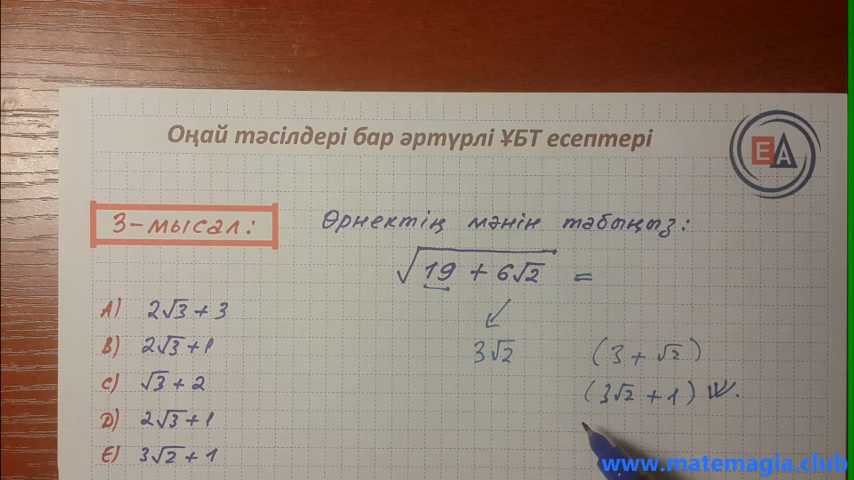 Оңай тәсілдері бар әртүрлі ҰБТ есептері
ЕА
3-мысал:
Өрнектің мәнін табыңыз:
√(19 + 6√2) =
A) 2√3 + 3
B) 2√3 + 1
C) √3 + 2
D) 2√3 + 1
E) 3√2 + 1
3√2
(3 + √2)
(3√2 + 1)
www.matemagia.club